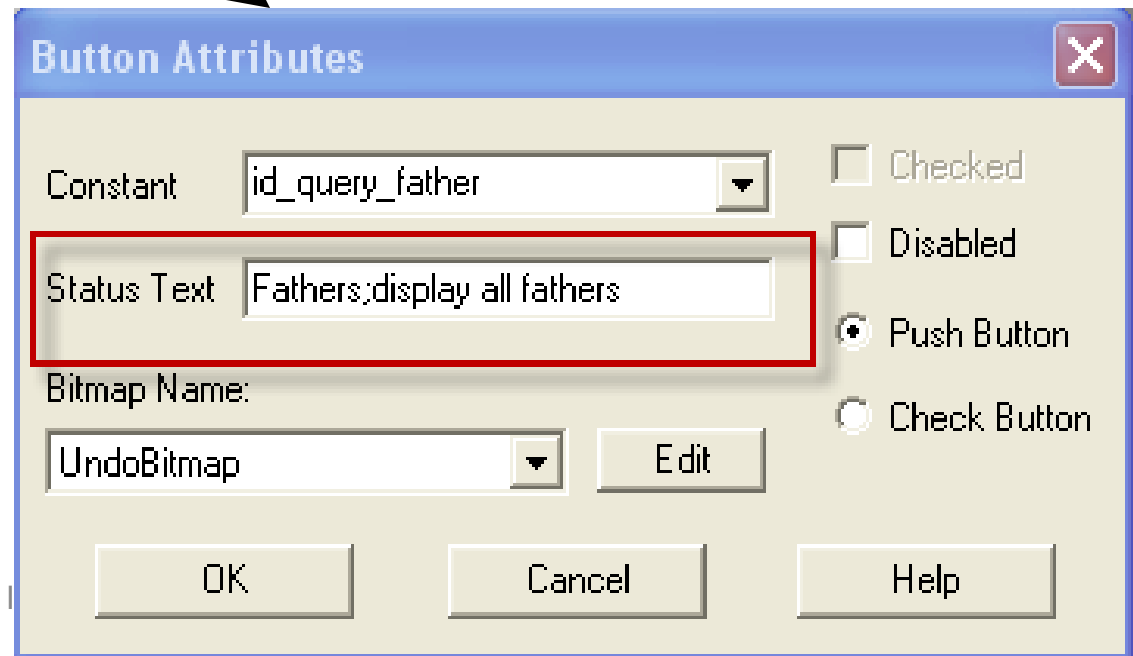 Button Attributes
Constant id_query_father
Checked
Disabled
Status Text Fathers;display all fathers
Push Button
Bitmap Name:
Check Button
UndoBitmap Edit
OK Cancel Help